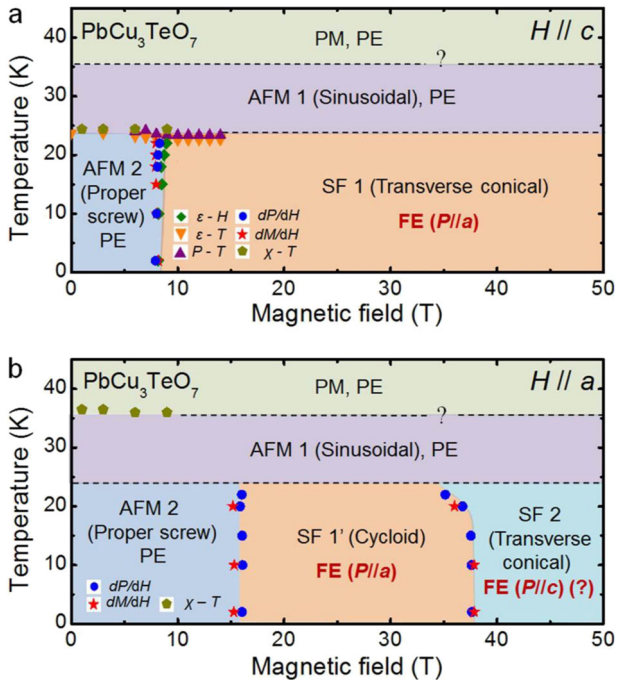 a
PbCu₃TeO₇
PM, PE
H // c
?
AFM 1 (Sinusoidal), PE
AFM 2
(Proper
screw)
PE
SF 1 (Transverse conical)
FE (P//a)
ε - H
dP/dH
ε - T
dM/dH
P - T
χ - T
Temperature (K)
0
10
20
30
40
0
10
20
30
40
50
Magnetic field (T)
b
PbCu₃TeO₇
PM, PE
H // a
?
AFM 1 (Sinusoidal), PE
AFM 2
(Proper screw)
PE
SF 1’ (Cycloid)
FE (P//a)
SF 2
(Transverse
conical)
FE (P//c) (?)
dP/dH
dM/dH
χ – T
Temperature (K)
0
10
20
30
40
0
10
20
30
40
50
Magnetic field (T)